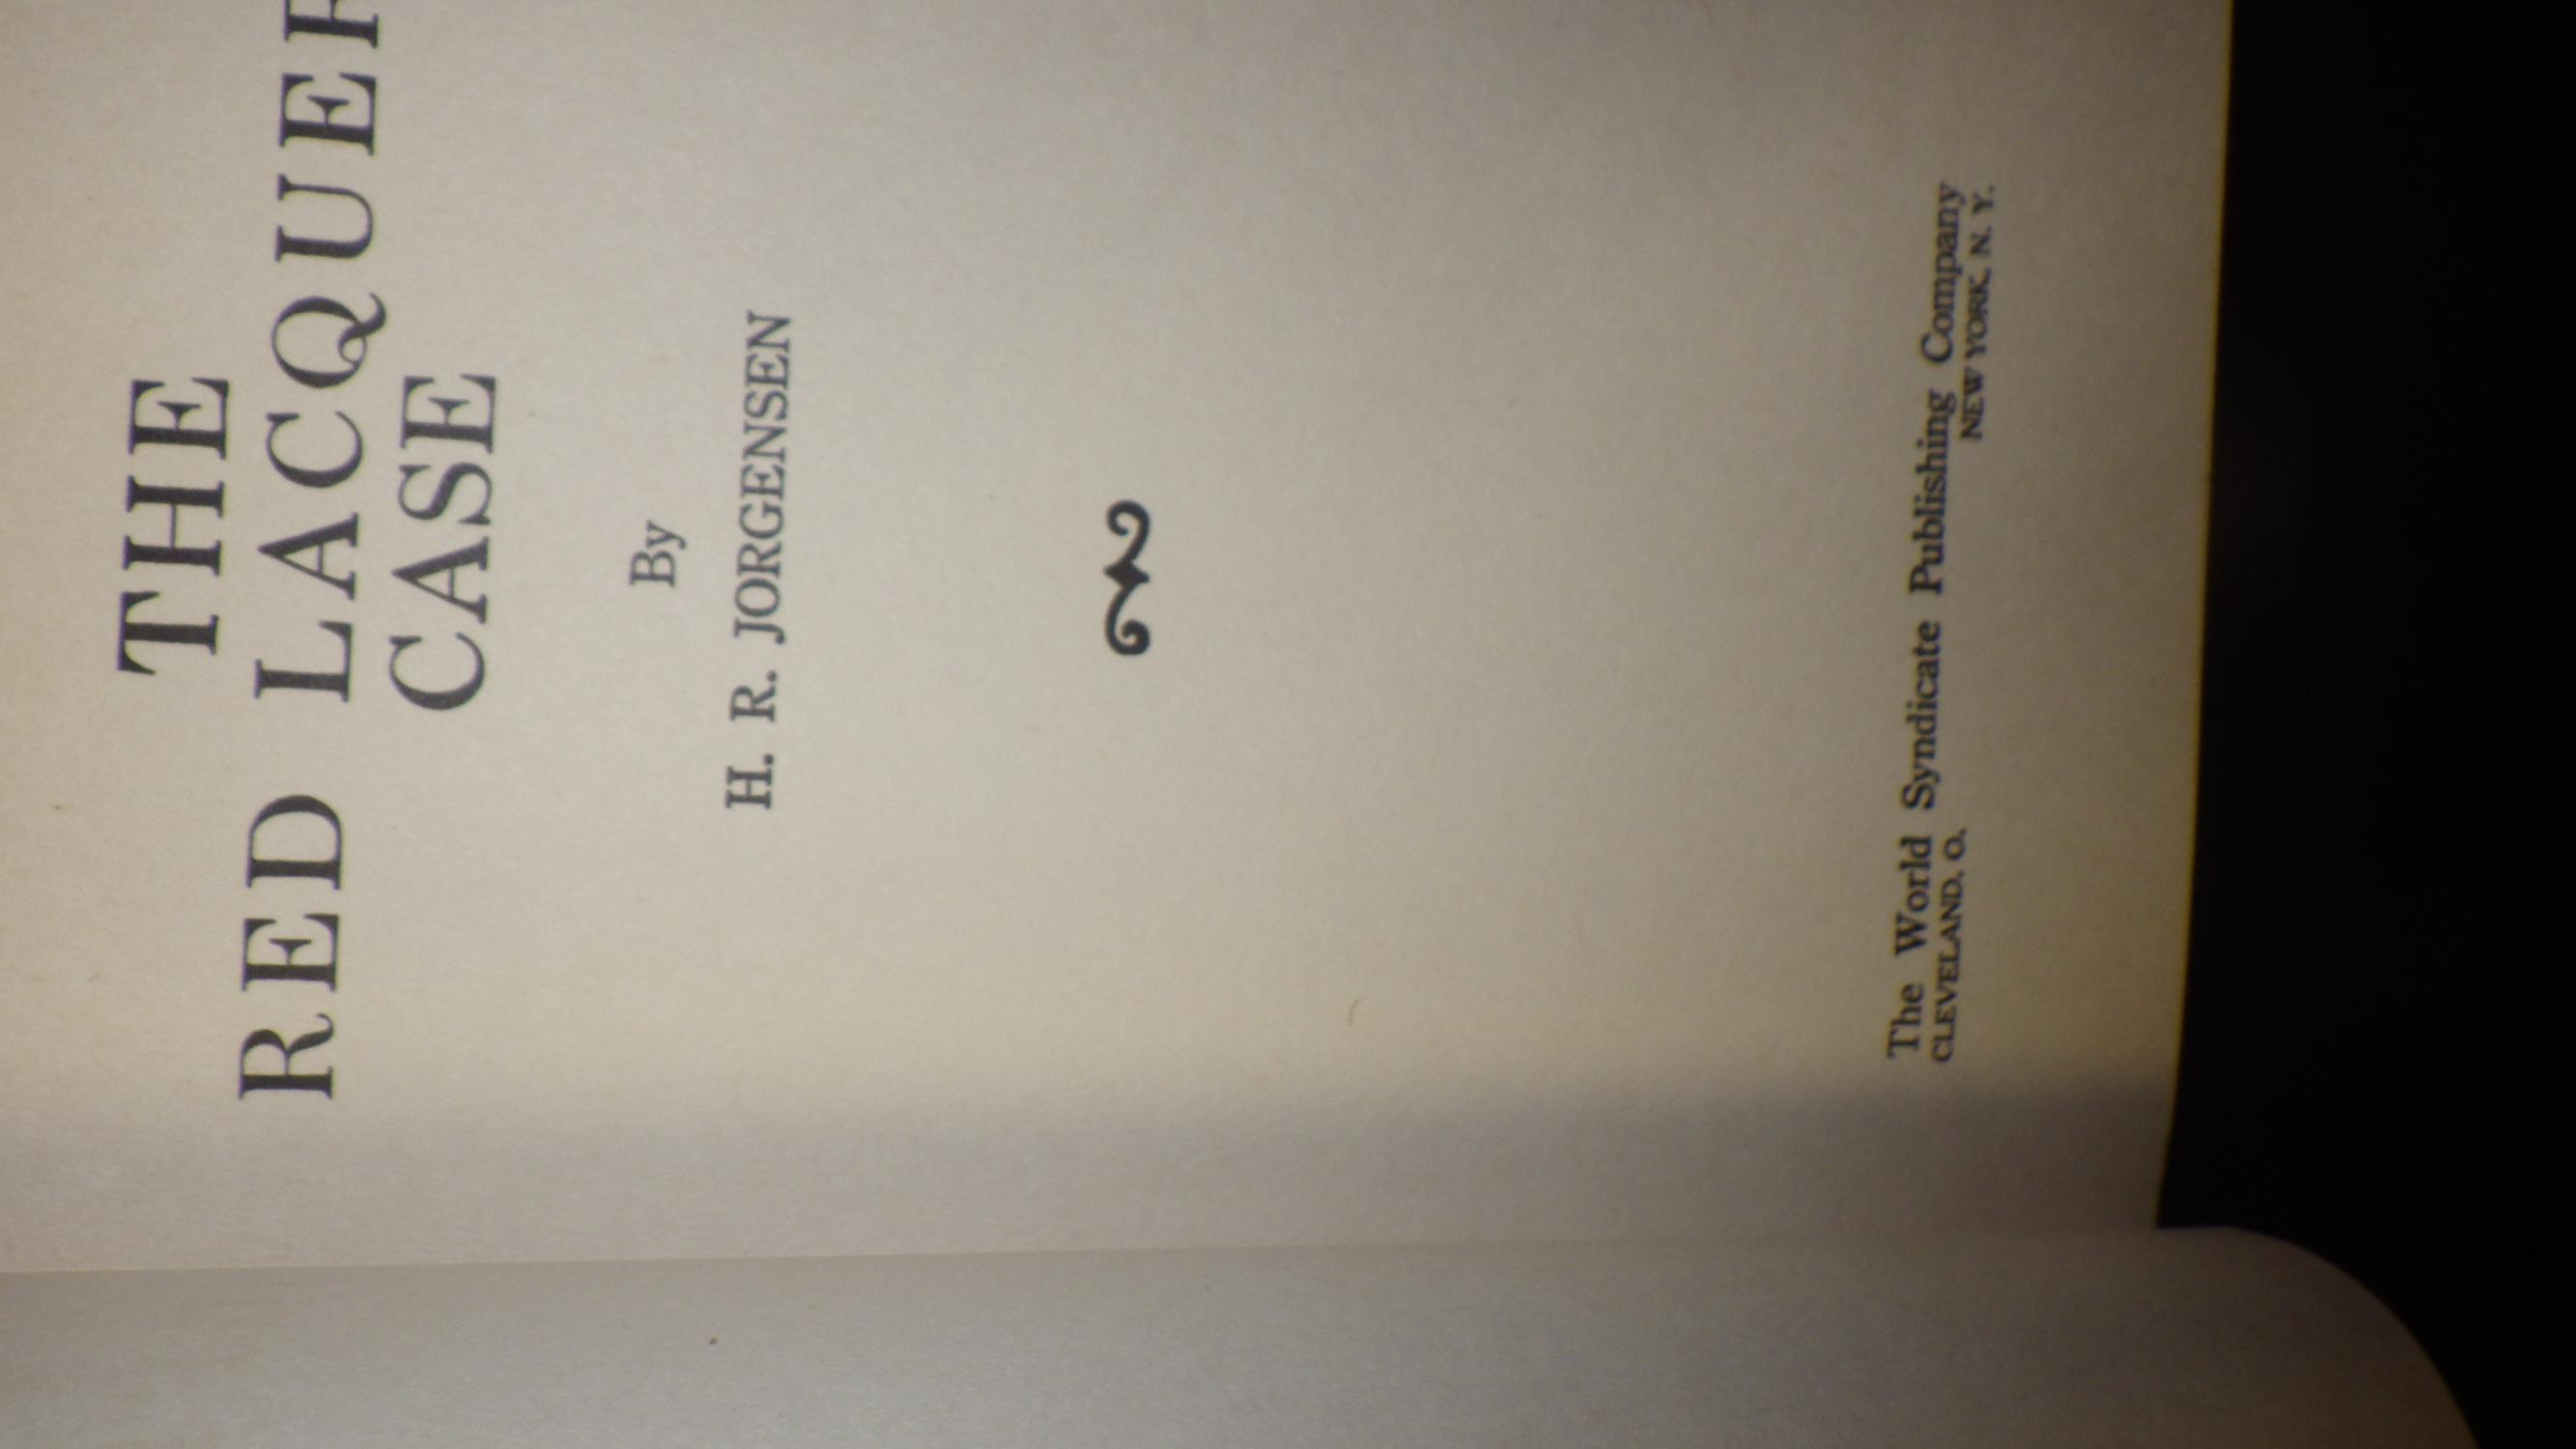 THE
RED LACQUER
CASE
By
H. R. JORGENSEN
The World Syndicate Publishing Company
CLEVELAND, O. NEW YORK, N. Y.